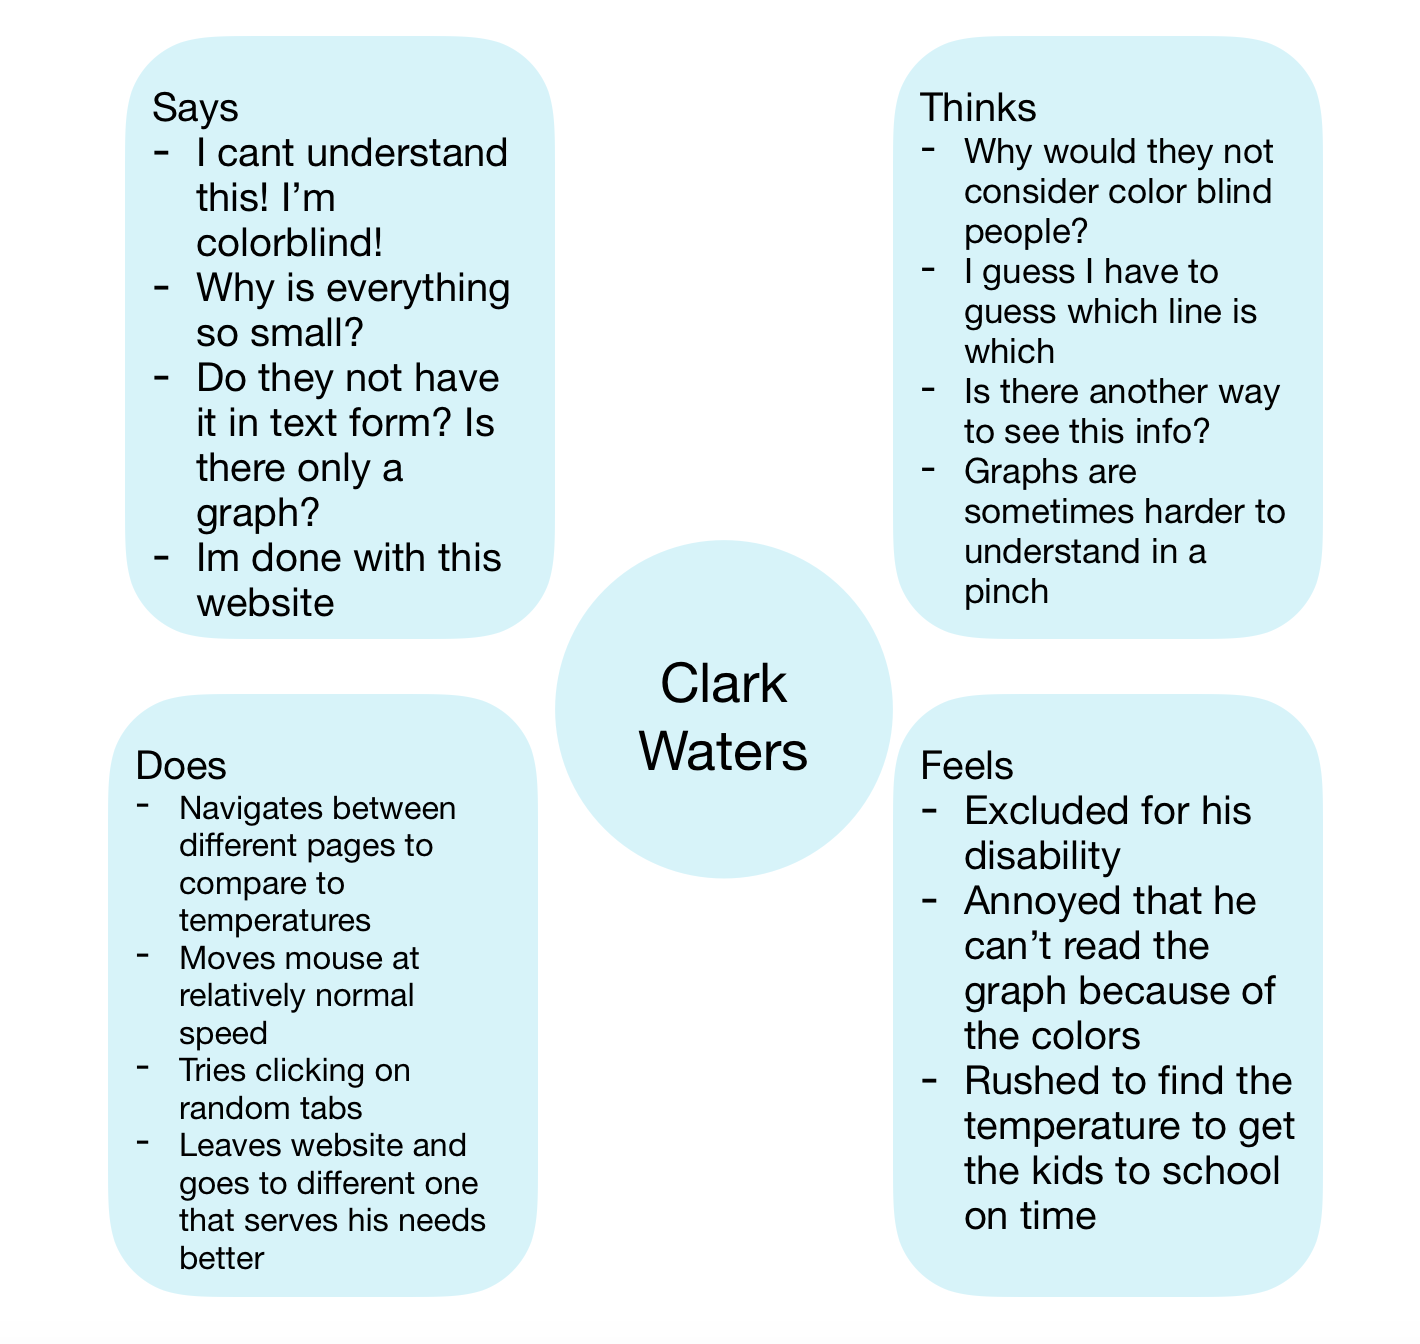 Says
- I cant understand
this! I’m
colorblind!
- Why is everything
so small?
- Do they not have
it in text form? Is
there only a
graph?
- Im done with this
website
Thinks
- Why would they not
consider color blind
people?
- I guess I have to
guess which line is
which
- Is there another way
to see this info?
- Graphs are
sometimes harder to
understand in a
pinch
Clark
Waters
Does
- Navigates between
different pages to
compare to
temperatures
- Moves mouse at
relatively normal
speed
- Tries clicking on
random tabs
- Leaves website and
goes to different one
that serves his needs
better
Feels
- Excluded for his
disability
- Annoyed that he
can’t read the
graph because of
the colors
- Rushed to find the
temperature to get
the kids to school
on time